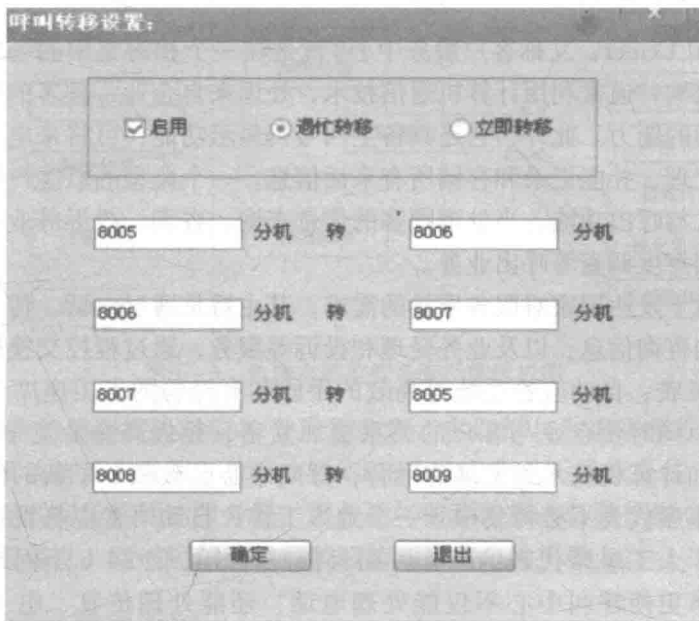 呼叫转移设置:
启用 遇忙转移 立即转移
8005 分机 转 8006 分机
8006 分机 转 8007 分机
8007 分机 转 8005 分机
8008 分机 转 8009 分机
确定 退出